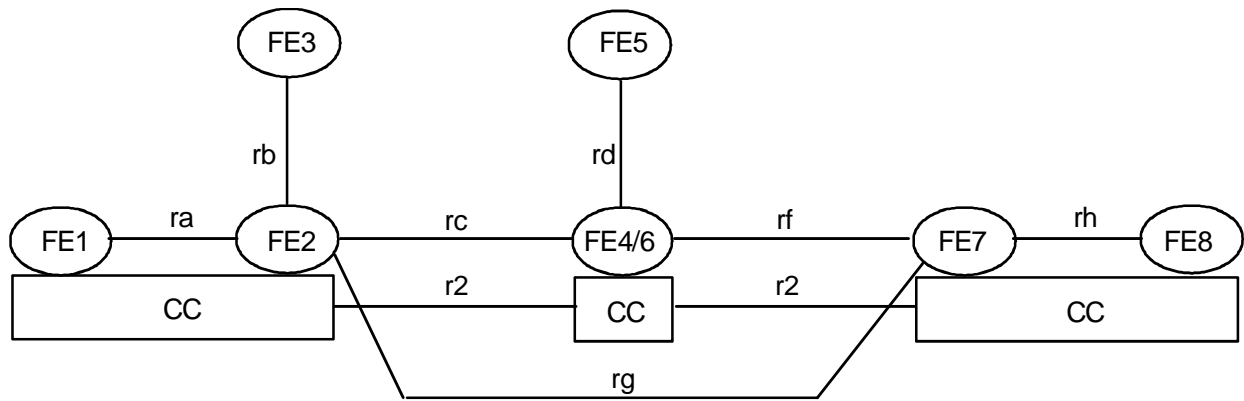 FE3 FE5
rb rd
ra rc rf rh
FE1 FE2 FE4/6 FE7 FE8
r2 r2
CC CC CC
rg